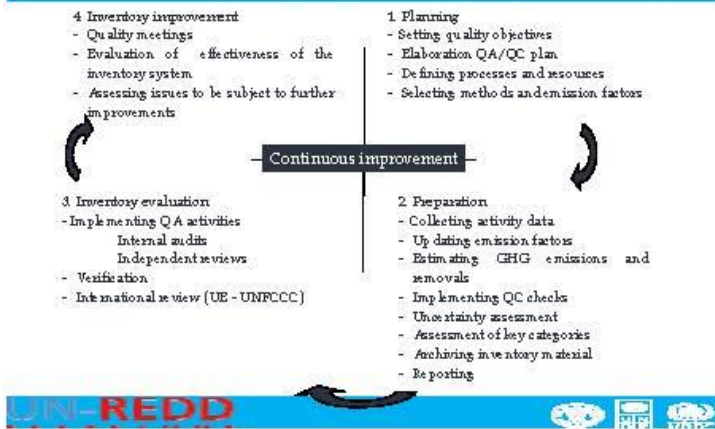 4. Inventory improvement
- Quality meetings
- Evaluation of effectiveness of the
inventory system
- Assessing issues to be subject to further
improvements
1. Planning
- Setting quality objectives
- Elaboration QA/QC plan
- Defining processes and resources
- Selecting methods and emission factors
Continuous improvement
3. Inventory evaluation
- Implementing QA activities
Internal audits
Independent reviews
- Verification
- International review (UE - UNFCCC)
2. Preparation
- Collecting activity data
- Updating emission factors
- Estimating GHG emissions and
removals
- Implementing QC checks
- Uncertainty assessment
- Assessment of key categories
- Archiving inventory material
- Reporting
UN-REDD